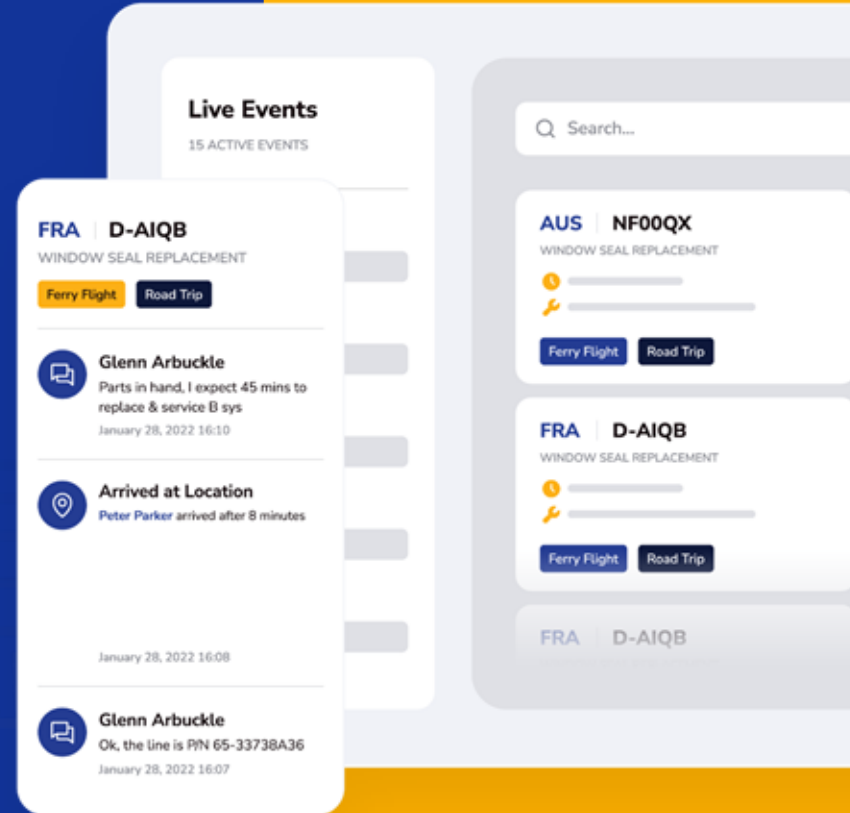 Live Events
15 ACTIVE EVENTS
FRA D-AIQB
WINDOW SEAL REPLACEMENT
Ferry Flight Road Trip
Glenn Arbuckle
Parts in hand, I expect 45 mins to
replace & service B sys
January 28, 2022 16:10
Arrived at Location
Peter Parker arrived after 8 minutes
January 28, 2022 16:08
Glenn Arbuckle
Ok, the line is P/N 65-33738A36
January 28, 2022 16:07
Search...
AUS NF00QX
WINDOW SEAL REPLACEMENT
Ferry Flight Road Trip
FRA D-AIQB
WINDOW SEAL REPLACEMENT
Ferry Flight Road Trip
FRA D-AIQB